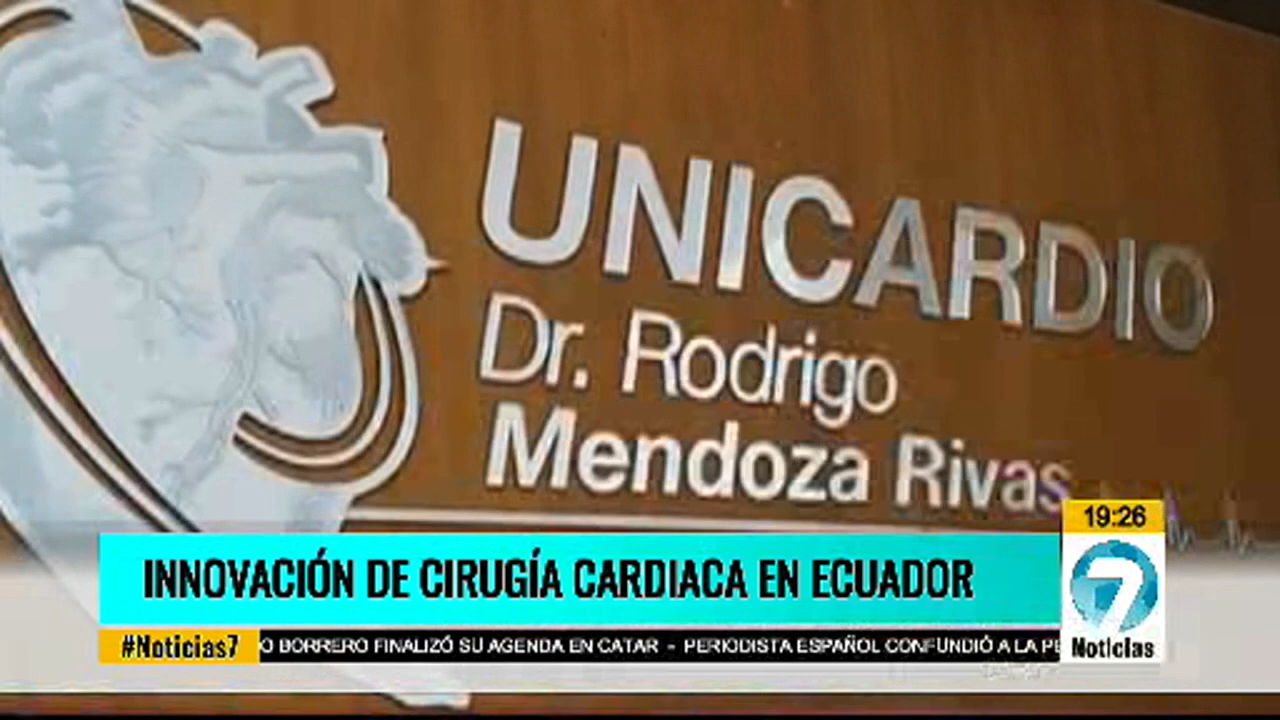 UNICARDIO
Dr. Rodrigo
Mendoza Rivas
19:26
INNOVACIÓN DE CIRUGÍA CARDIACA EN ECUADOR
7
Noticias
#Noticias7
O BORRERO FINALIZÓ SU AGENDA EN CATAR - PERIODISTA ESPAÑOL CONFUNDIÓ A LA PE